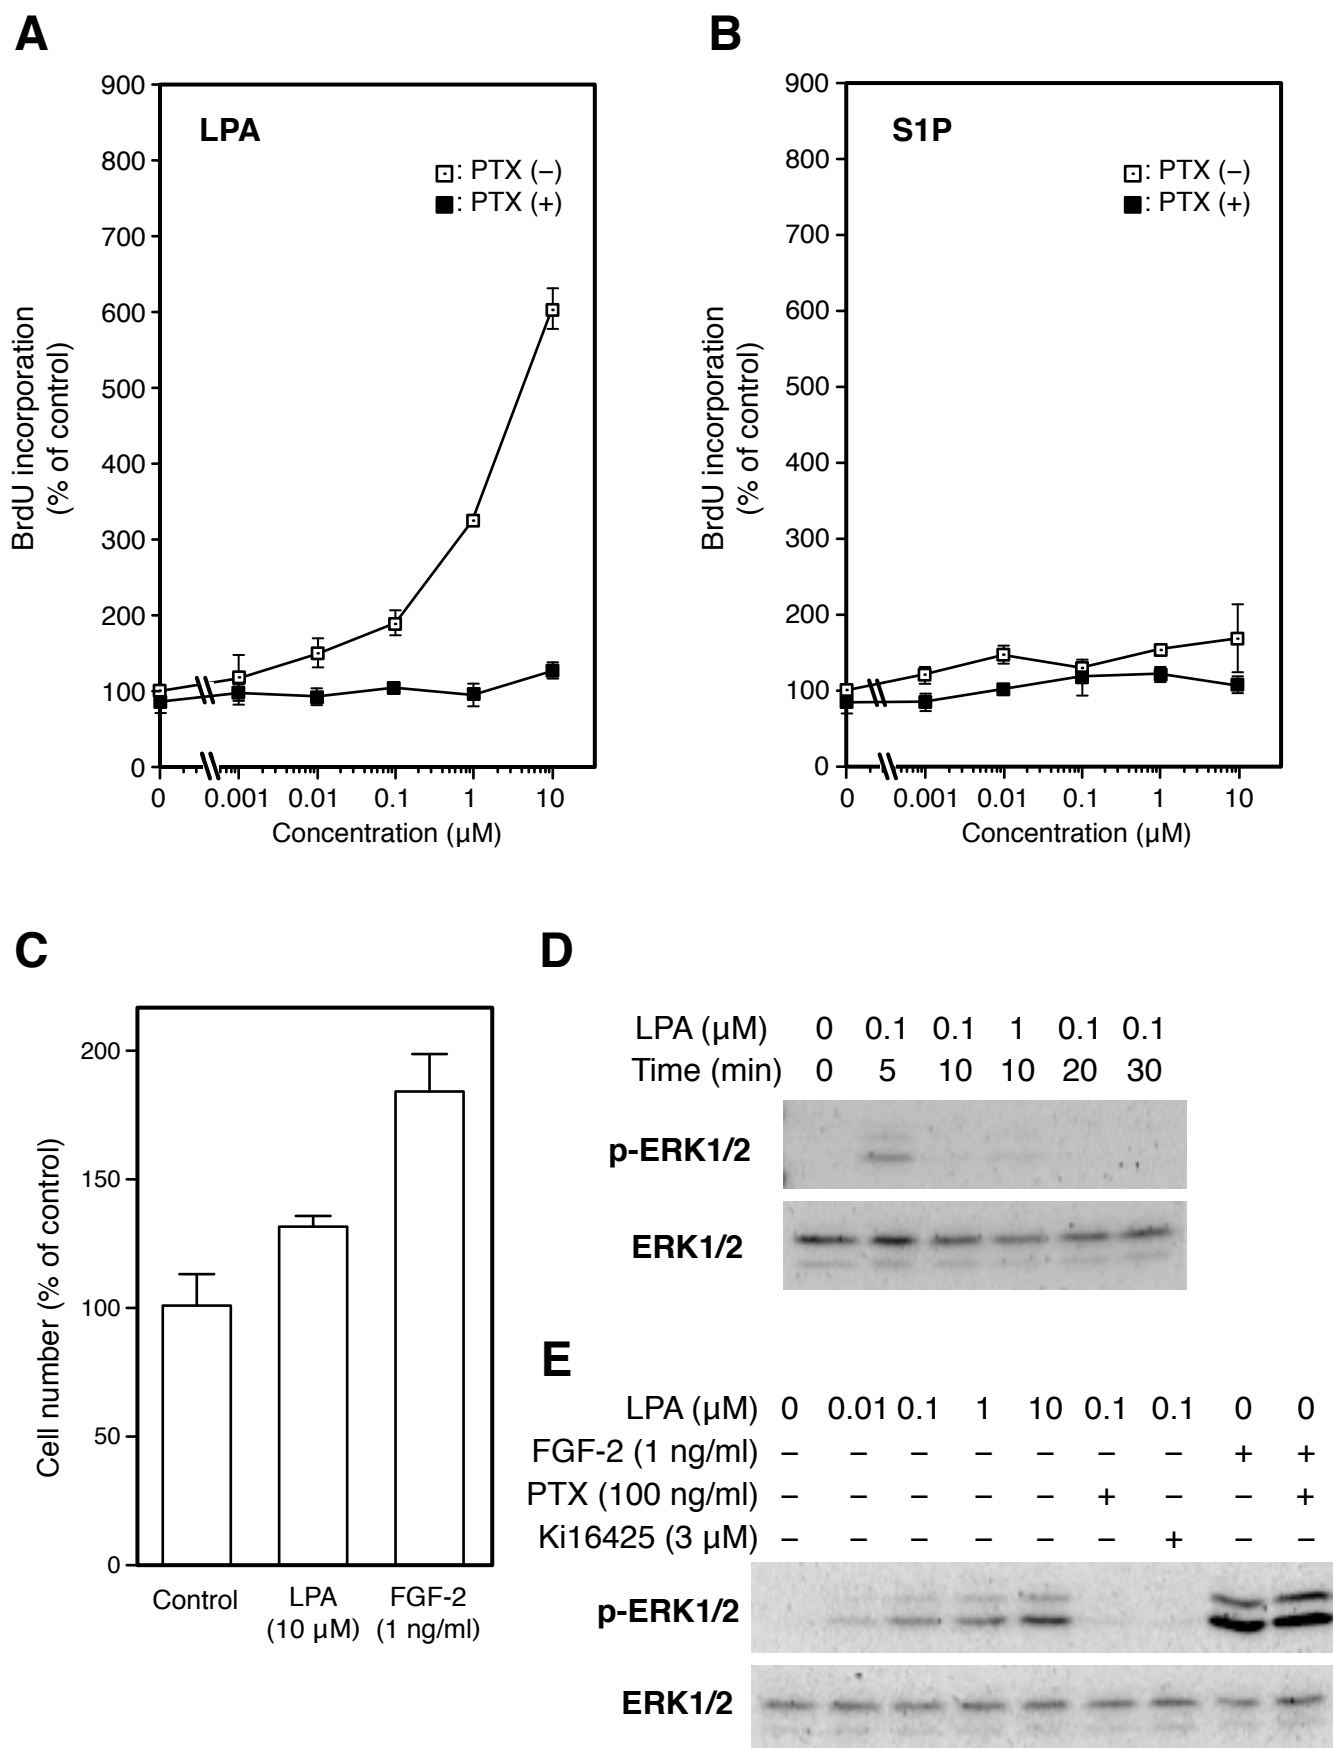 A
LPA
: PTX (–)
: PTX (+)
BrdU incorporation
(% of control)
900
800
700
600
500
400
300
200
100
0
0 0.001 0.01 0.1 1 10
Concentration (μM)
B
S1P
: PTX (–)
: PTX (+)
BrdU incorporation
(% of control)
900
800
700
600
500
400
300
200
100
0
0 0.001 0.01 0.1 1 10
Concentration (μM)
C
Cell number (% of control)
200
150
100
50
0
Control LPA FGF-2
(10 μM) (1 ng/ml)
D
LPA (μM) 0 0.1 0.1 1 0.1 0.1
Time (min) 0 5 10 10 20 30
p-ERK1/2
ERK1/2
E
LPA (μM) 0 0.01 0.1 1 10 0.1 0.1 0 0
FGF-2 (1 ng/ml) – – – – – – – + +
PTX (100 ng/ml) – – – – – + – – +
Ki16425 (3 μM) – – – – – – + – –
p-ERK1/2
ERK1/2